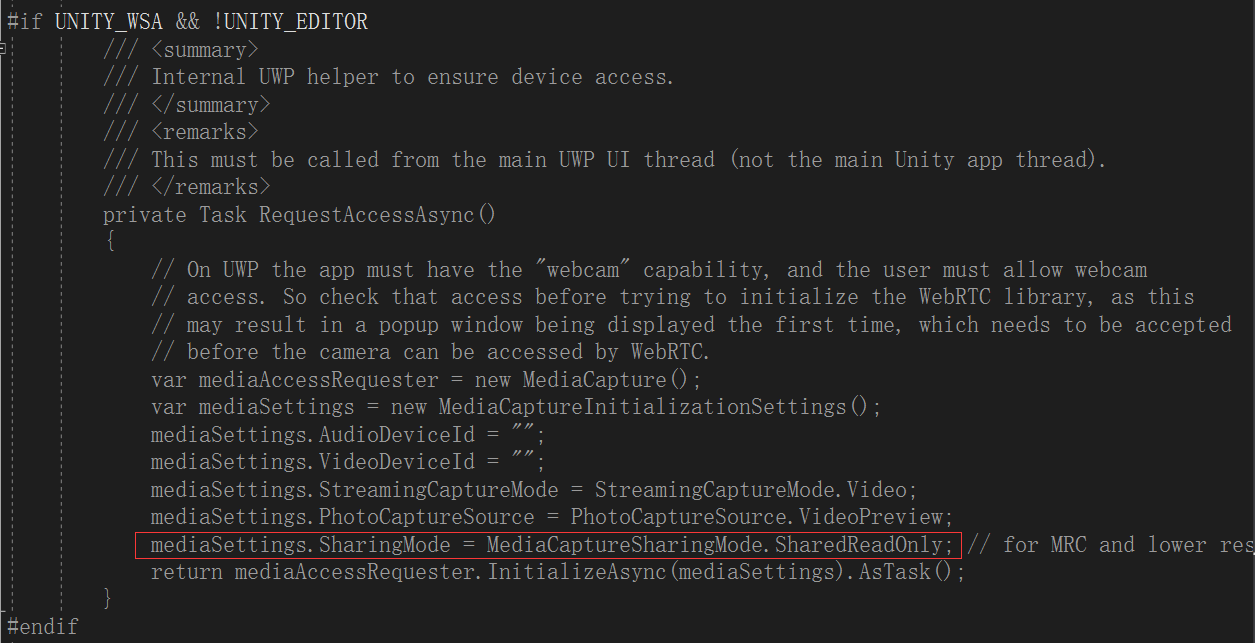 #if UNITY_WSA && !UNITY_EDITOR
/// <summary>
/// Internal UWP helper to ensure device access.
/// </summary>
/// <remarks>
/// This must be called from the main UWP UI thread (not the main Unity app thread).
/// </remarks>
private Task RequestAccessAsync()
{
// On UWP the app must have the "webcam" capability, and the user must allow webcam
// access. So check that access before trying to initialize the WebRTC library, as this
// may result in a popup window being displayed the first time, which needs to be accepted
// before the camera can be accessed by WebRTC.
var mediaAccessRequester = new MediaCapture();
var mediaSettings = new MediaCaptureInitializationSettings();
mediaSettings.AudioDeviceId = "";
mediaSettings.VideoDeviceId = "";
mediaSettings.StreamingCaptureMode = StreamingCaptureMode.Video;
mediaSettings.PhotoCaptureSource = PhotoCaptureSource.VideoPreview;
mediaSettings.SharingMode = MediaCaptureSharingMode.SharedReadOnly; // for MRC and lower res
return mediaAccessRequester.InitializeAsync(mediaSettings).AsTask();
}
#endif